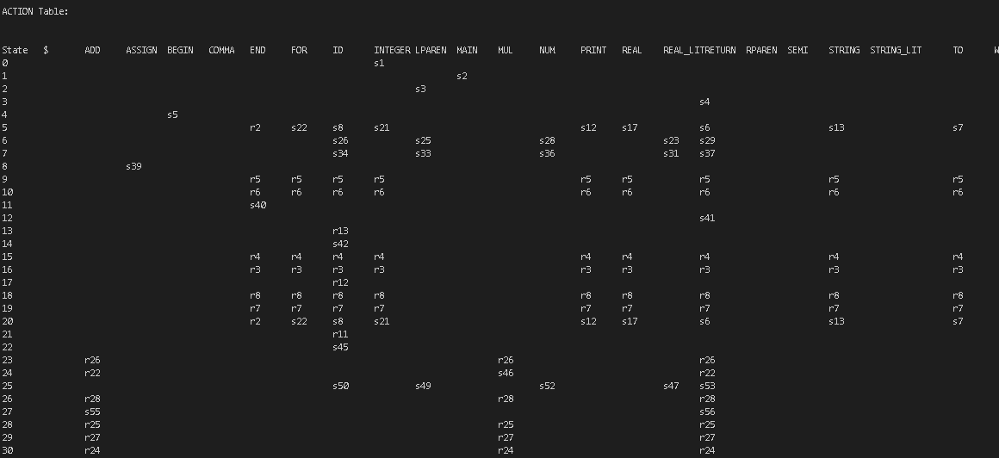 ACTION Table:
State $ ADD ASSIGN BEGIN COMMA END FOR ID INTEGER LPAREN MAIN MUL NUM PRINT REAL REAL_LITRETURN RPAREN SEMI STRING STRING_LIT TO W
0 s1
1 s2
2 s3
3 s4
4 s5
5 r2 s22 s8 s21 s12 s17 s6 s13 s7
6 s26 s25 s28 s23 s29
7 s34 s33 s36 s31 s37
8 s39
9 r5 r5 r5 r5 r5 r5 r5 r5 r5
10 r6 r6 r6 r6 r6 r6 r6 r6 r6
11 s40
12 s41
13 r13
14 s42
15 r4 r4 r4 r4 r4 r4 r4 r4 r4
16 r3 r3 r3 r3 r3 r3 r3 r3 r3
17 r12
18 r8 r8 r8 r8 r8 r8 r8 r8 r8
19 r7 r7 r7 r7 r7 r7 r7 r7 r7
20 r2 s22 s8 s21 s12 s17 s6 s13 s7
21 r11
22 s45
23 r26 r26 r26
24 r22 s46 r22
25 s50 s49 s52 s47 s53
26 r28 r28 r28
27 s55 s56
28 r25 r25 r25
29 r27 r27 r27
30 r24 r24 r24